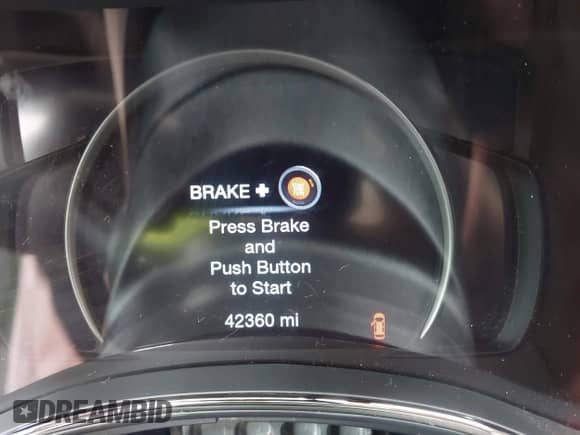 BRAKE +
Press Brake
and
Push Button
to Start
42360 mi
DREAMBID